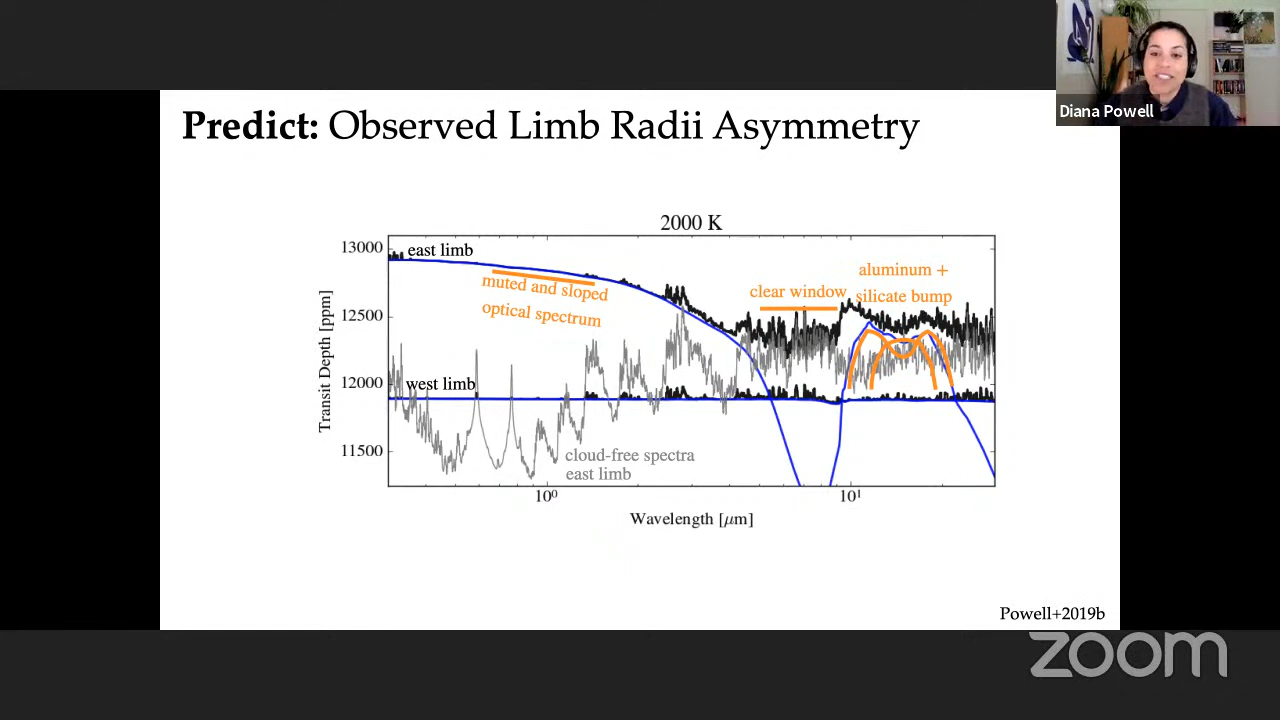 Diana Powell
Predict: Observed Limb Radii Asymmetry
2000 K
13000
12500
12000
11500
Transit Depth [ppm]
east limb
muted and sloped
optical spectrum
clear window
aluminum +
silicate bump
west limb
cloud-free spectra
east limb
10⁰
10¹
Wavelength [μm]
Powell+2019b
zoom